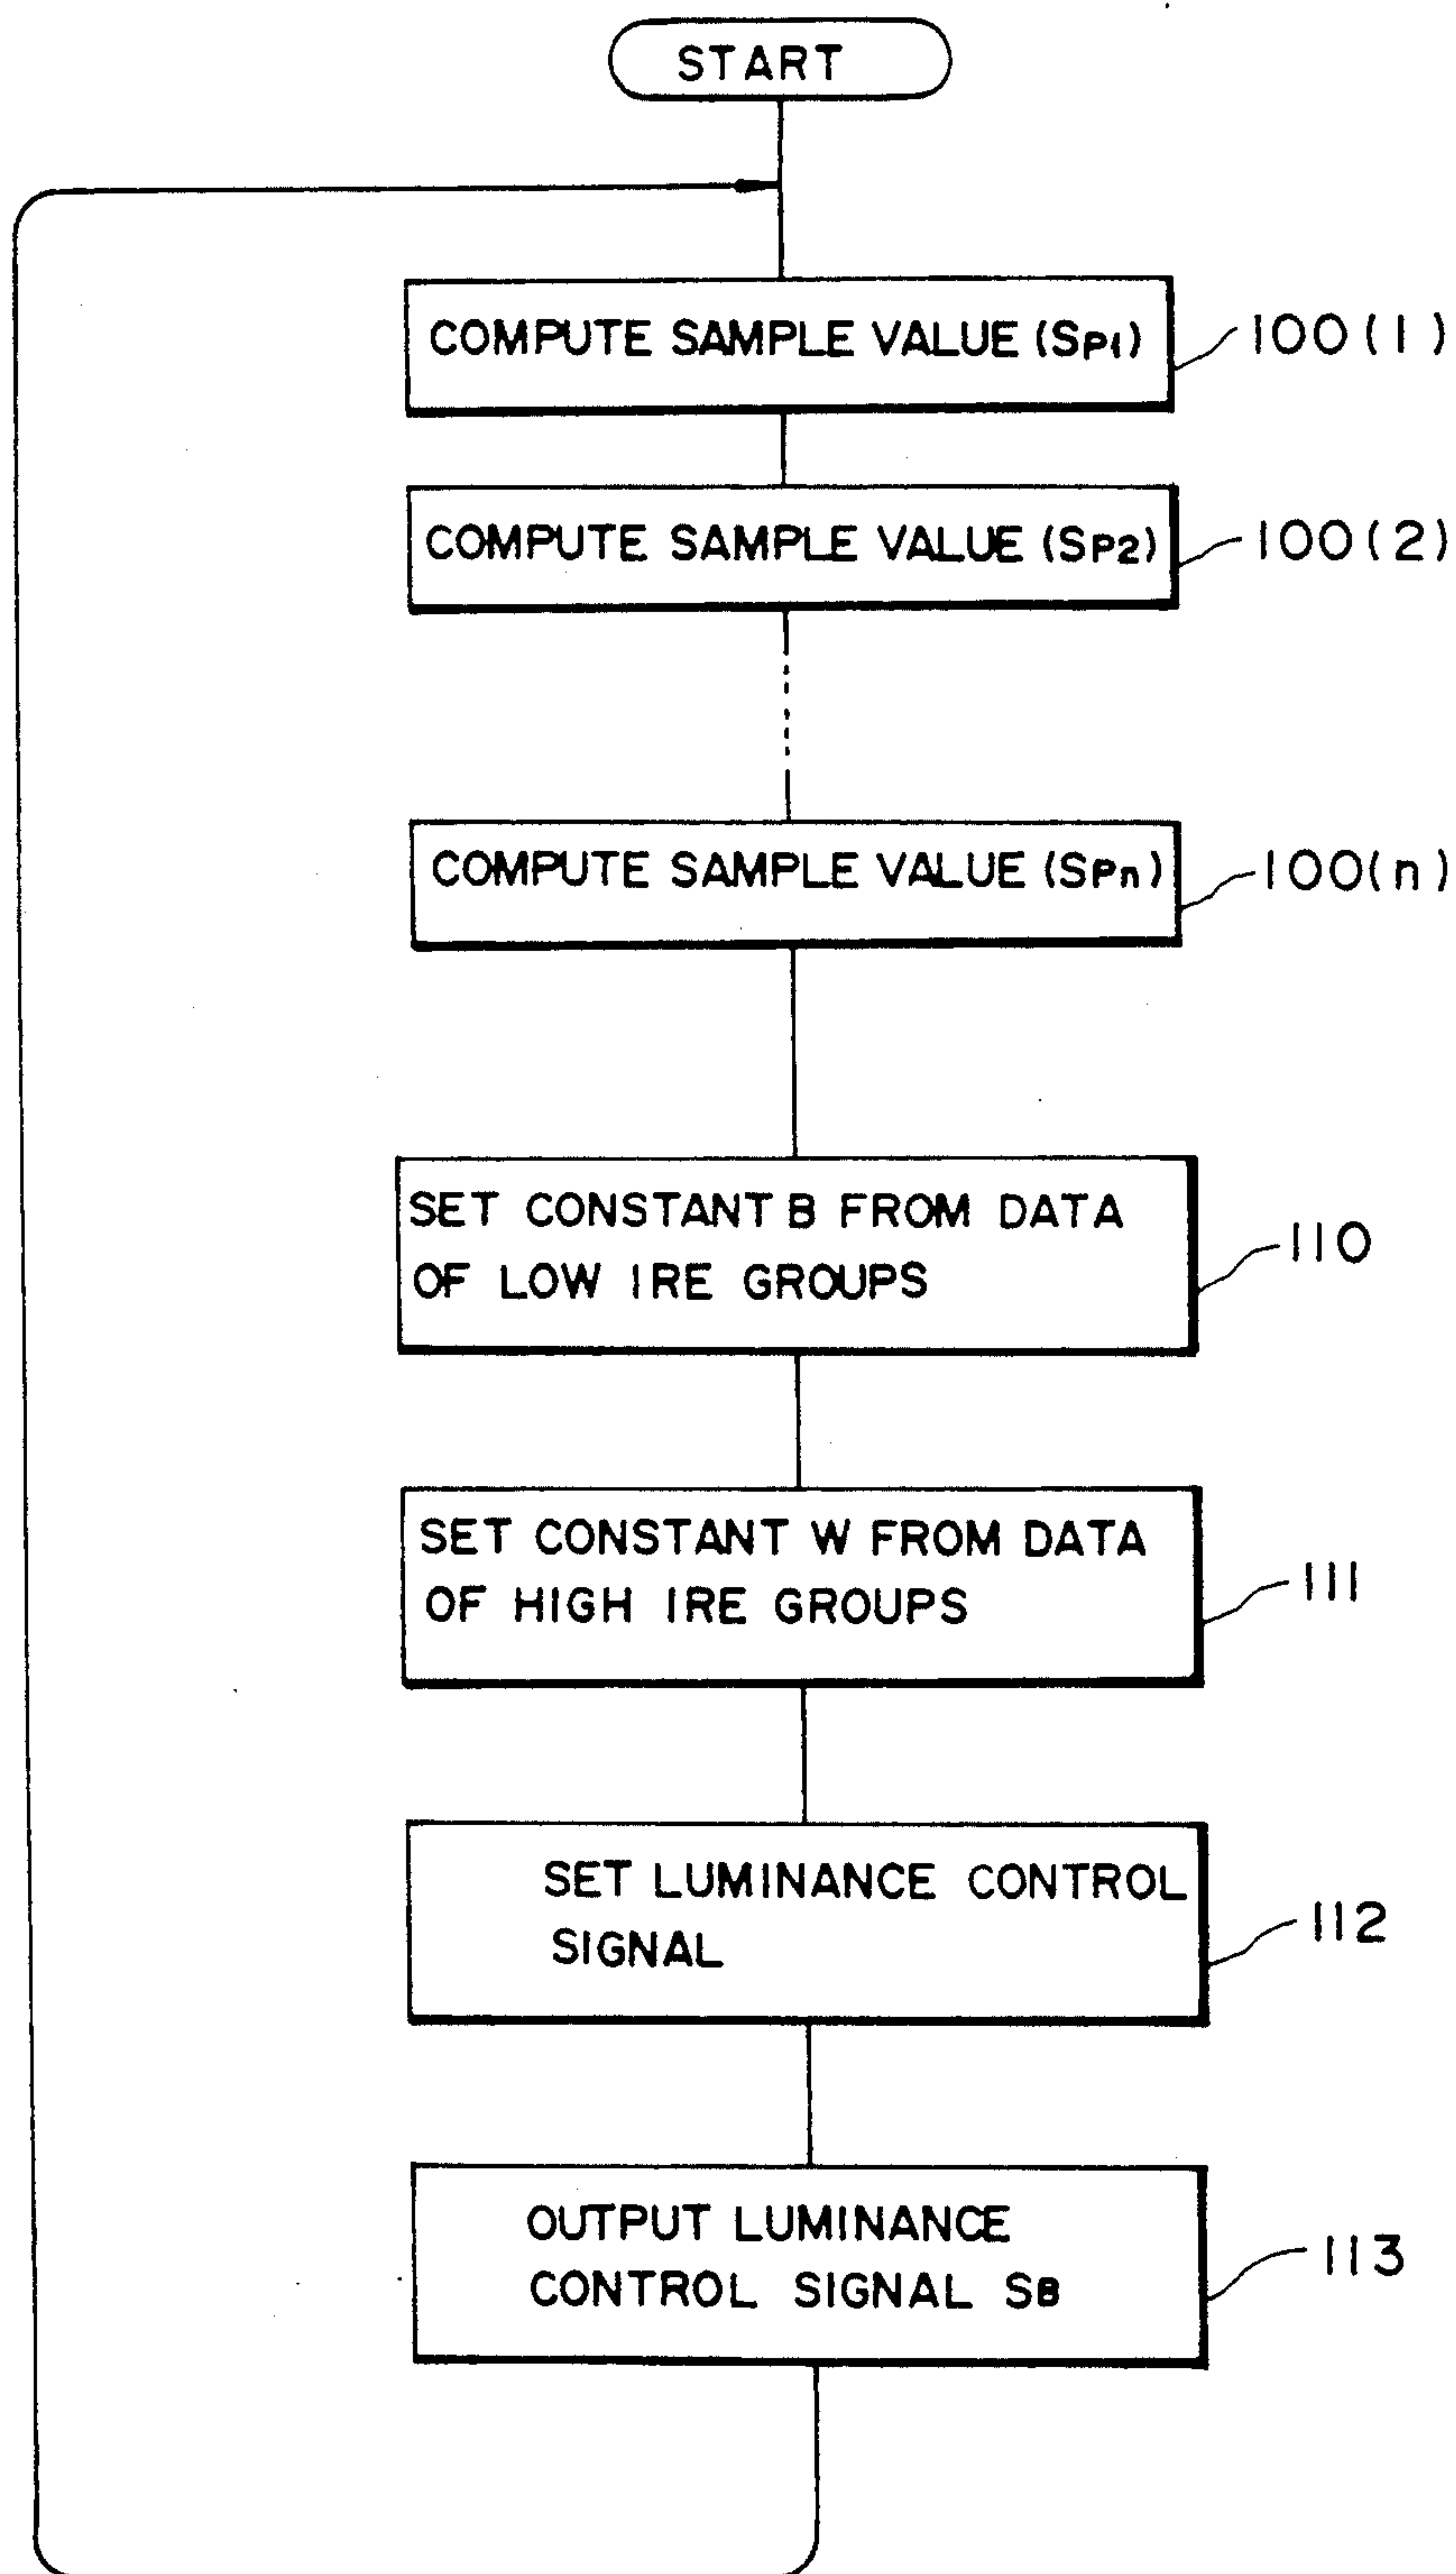 START
COMPUTE SAMPLE VALUE (SP1) 100(1)
COMPUTE SAMPLE VALUE (SP2) 100(2)
COMPUTE SAMPLE VALUE (SPn) 100(n)
SET CONSTANT B FROM DATA
OF LOW IRE GROUPS
110
SET CONSTANT W FROM DATA
OF HIGH IRE GROUPS
111
SET LUMINANCE CONTROL
SIGNAL
112
OUTPUT LUMINANCE
CONTROL SIGNAL SB
113